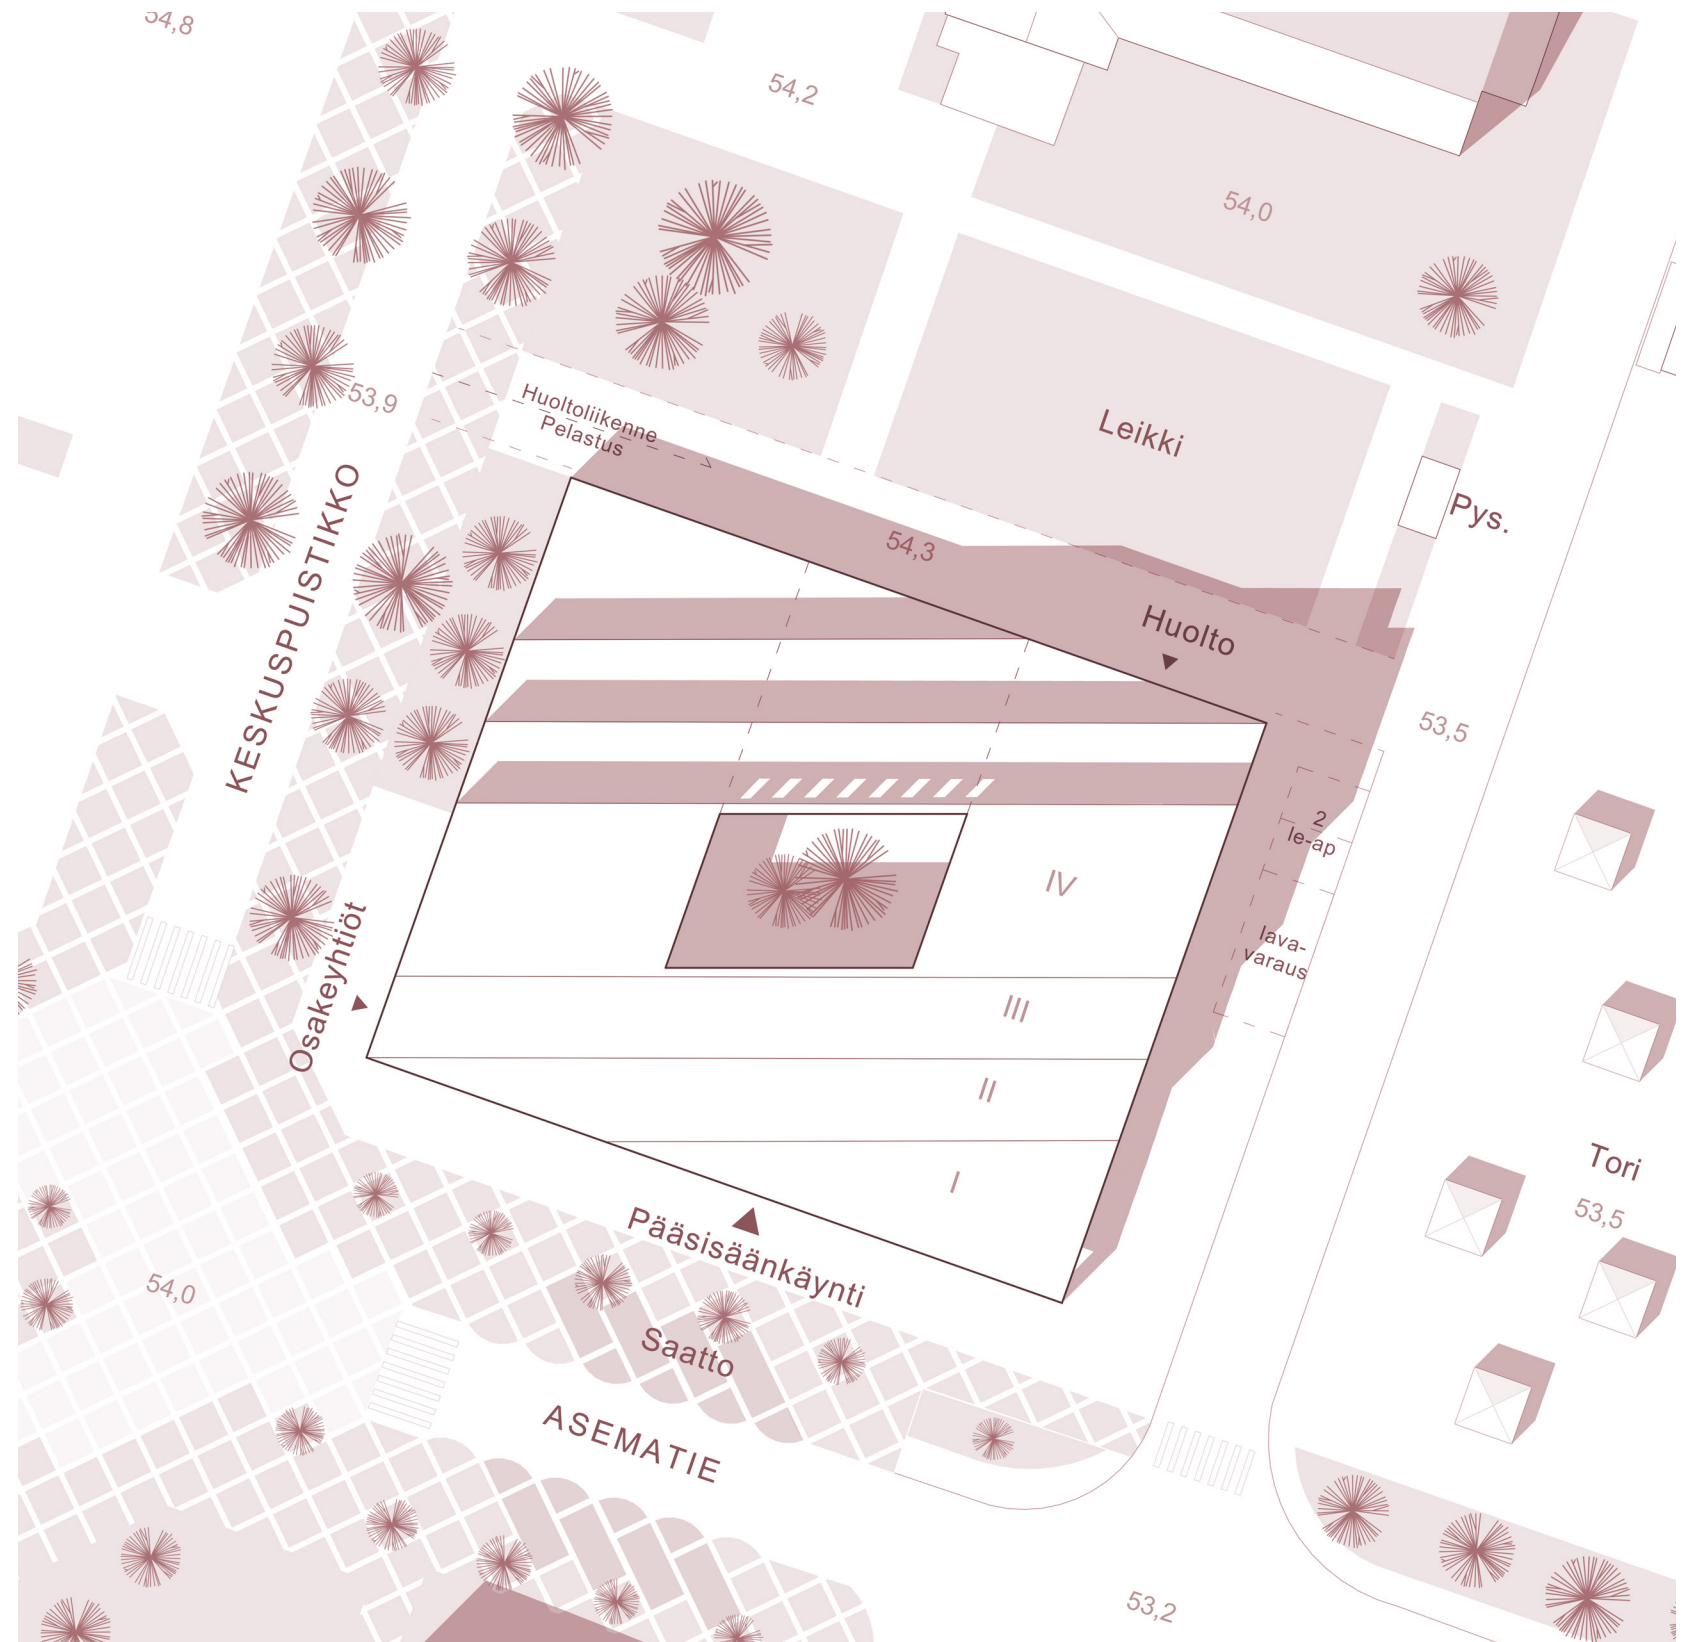 54,8
54,2
54,0
53,9
Huoltoliikenne
Pelastus
Leikki
Pys.
54,3
Huolto
KESKUSPUISTIKKO
53,5
2
le-ap
IV
lava-
varaus
Osakeyhtiöt
III
II
I
Tori
53,5
Pääsisäänkäynti
54,0
Saatto
ASEMATIE
53,2